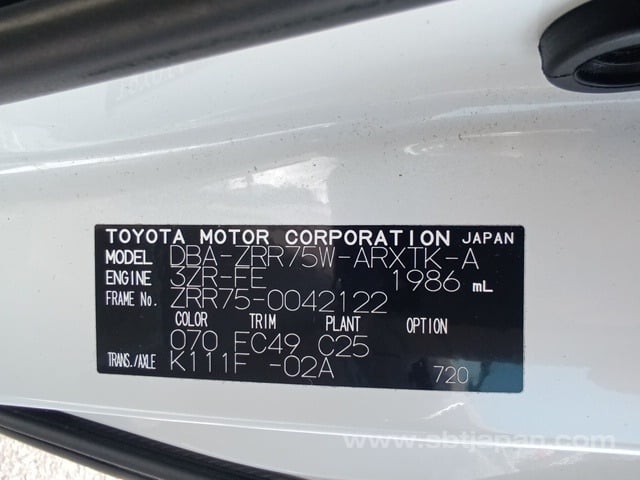 TOYOTA MOTOR CORPORATION JAPAN
MODEL DBA-ZRR75W-ARXTK-A
ENGINE 3ZR-FE 1986 mL
FRAME No. ZRR75-0042122
COLOR TRIM PLANT OPTION
070 FC49 C25
TRANS./AXLE K111F -02A 720
www.sbtjapan.com